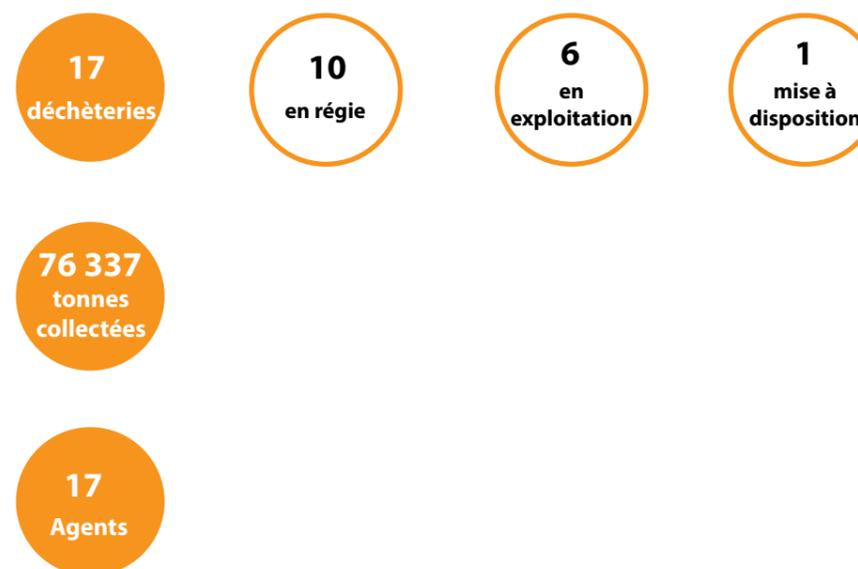 17
déchèteries
10
en régie
6
en
exploitation
1
mise à
disposition
76 337
tonnes
collectées
17
Agents